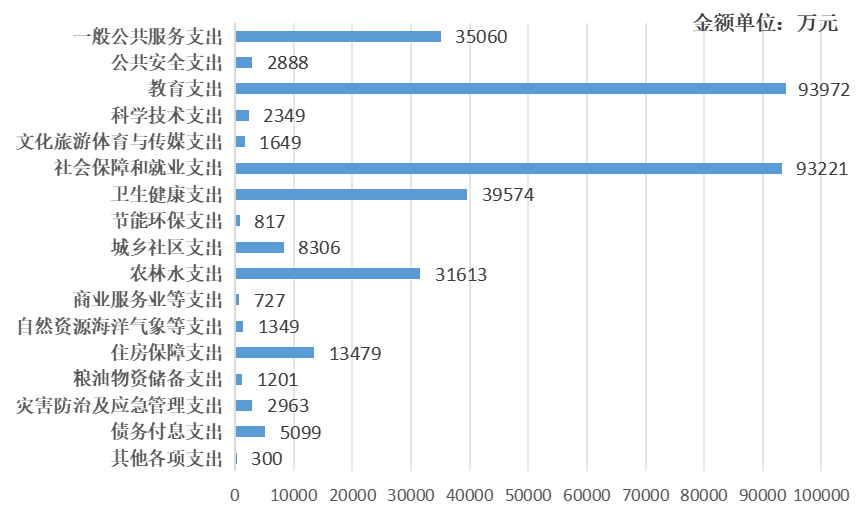 金额单位：万元
一般公共服务支出 35060
公共安全支出 2888
教育支出 93972
科学技术支出 2349
文化旅游体育与传媒支出 1649
社会保障和就业支出 93221
卫生健康支出 39574
节能环保支出 817
城乡社区支出 8306
农林水支出 31613
商业服务业等支出 727
自然资源海洋气象等支出 1349
住房保障支出 13479
粮油物资储备支出 1201
灾害防治及应急管理支出 2963
债务付息支出 5099
其他各项支出 300
0 10000 20000 30000 40000 50000 60000 70000 80000 90000 100000